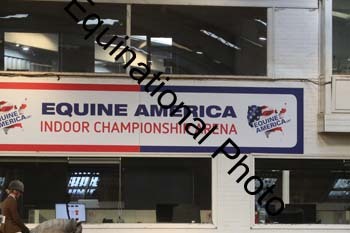 EQUINE AMERICA
INDOOR CHAMPIONSHIP ARENA
EQUINE
AMERICA
EQUINE
AMERICA
Equinational Photo